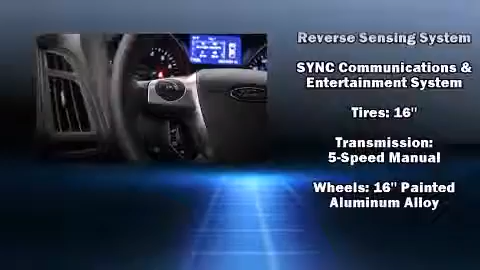 Reverse Sensing System
SYNC Communications &
Entertainment System
Tires: 16"
Transmission:
5-Speed Manual
Wheels: 16" Painted
Aluminum Alloy